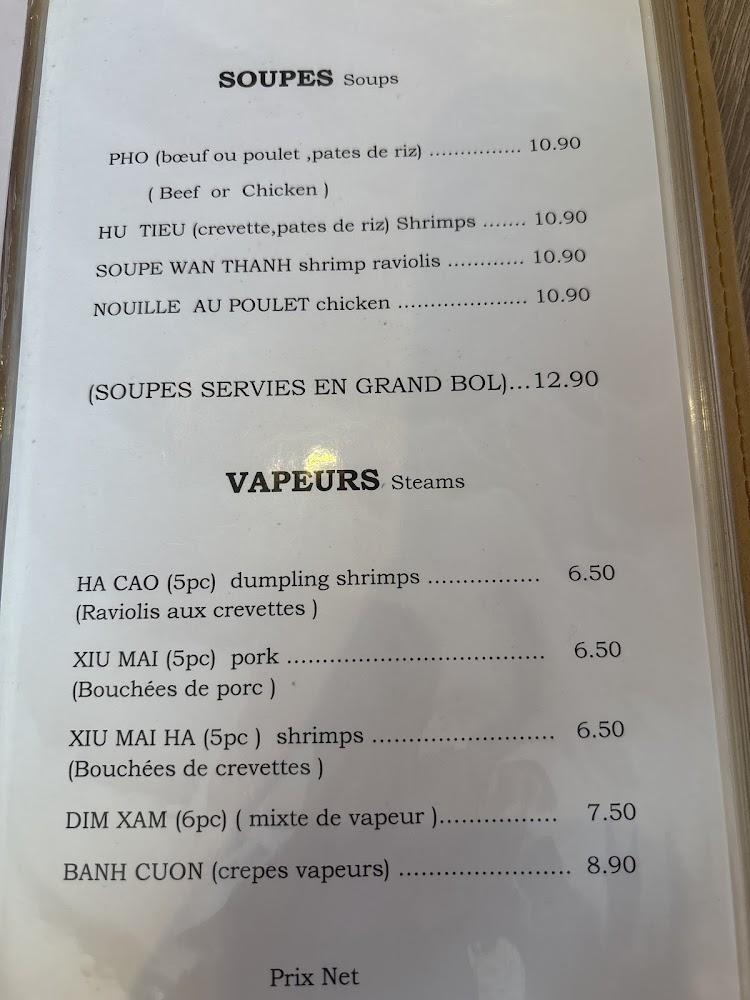 SOUPES Soups
PHO (bœuf ou poulet ,pates de riz) ............... 10.90
( Beef or Chicken )
HU TIEU (crevette,pates de riz) Shrimps ....... 10.90
SOUPE WAN THANH shrimp raviolis ............ 10.90
NOUILLE AU POULET chicken ..................... 10.90
(SOUPES SERVIES EN GRAND BOL)...12.90
VAPEURS Steams
HA CAO (5pc) dumpling shrimps ................. 6.50
(Raviolis aux crevettes )
XIU MAI (5pc) pork ...................................... 6.50
(Bouchées de porc )
XIU MAI HA (5pc ) shrimps ........................... 6.50
(Bouchées de crevettes )
DIM XAM (6pc) ( mixte de vapeur )................. 7.50
BANH CUON (crepes vapeurs) ......................... 8.90
Prix Net